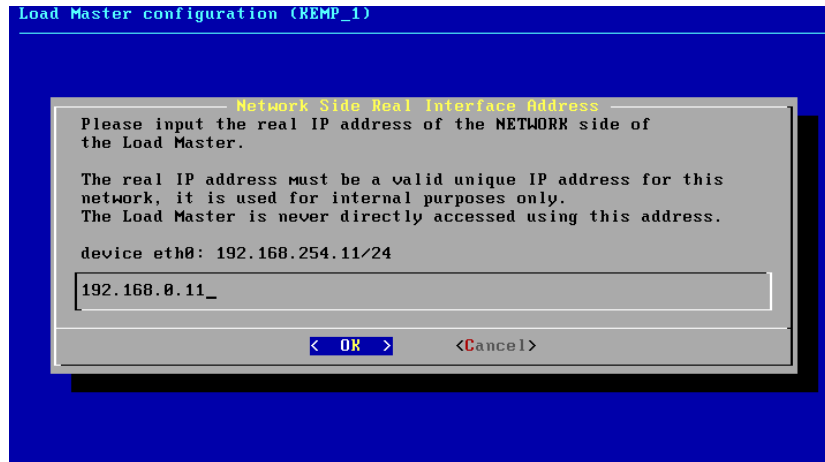 Load Master configuration (KEMP_1)
Network Side Real Interface Address
Please input the real IP address of the NETWORK side of
the Load Master.
The real IP address must be a valid unique IP address for this
network, it is used for internal purposes only.
The Load Master is never directly accessed using this address.
device eth0: 192.168.254.11/24
192.168.0.11_
< OK > <Cancel>